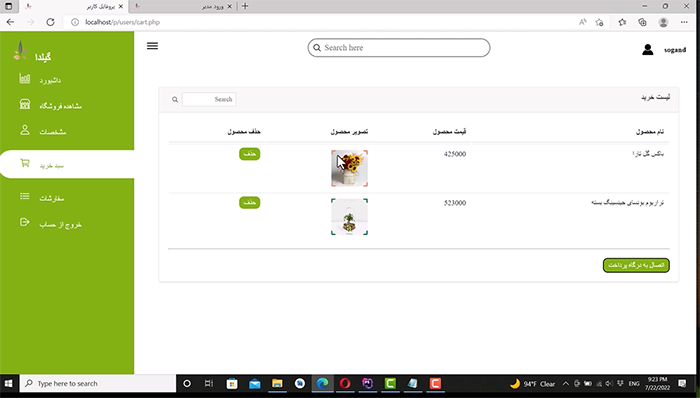 پروفایل کاربر
ورود مدیر
localhost/p/users/cart.php
گیلدا
داشبورد
مشاهده فروشگاه
مشخصات
سبد خرید
سفارشات
خروج از حساب
Search here
sogand
لیست خرید
Search
نام محصول
قیمت محصول
تصویر محصول
حذف محصول
باکس گل تارا
425000
حذف
تراریوم بونسای جینسینگ بسته
523000
حذف
اتصال به درگاه پرداخت
Type here to search
94°F Clear
ENG
9:23 PM
7/22/2022